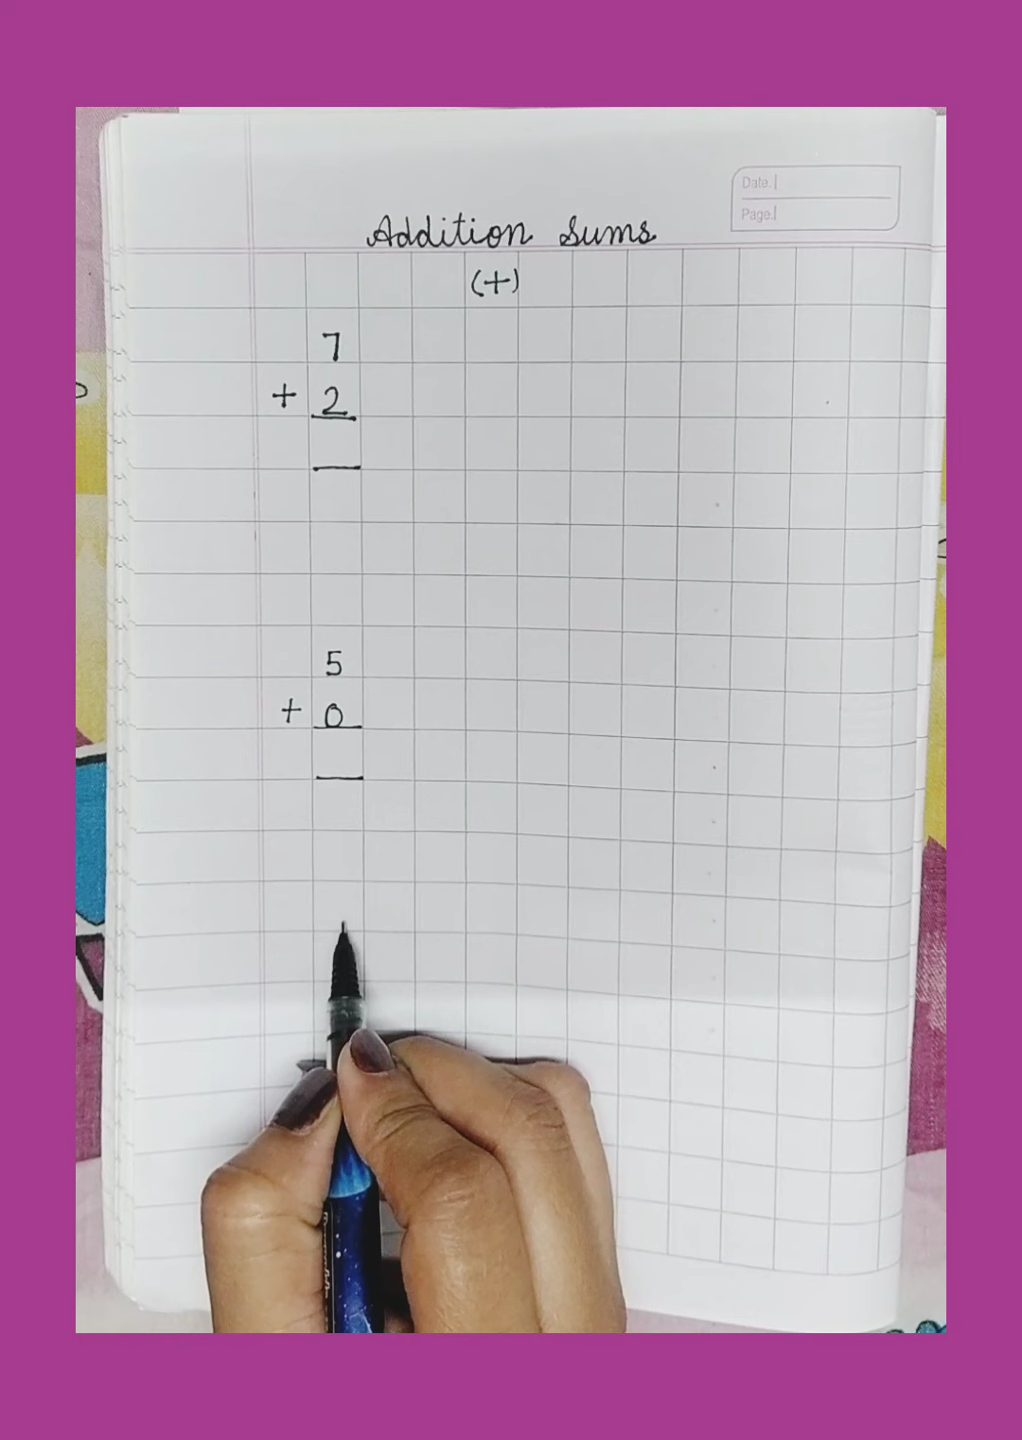 Date.
Page.
Addition Sums
(+)
7
+ 2
5
+ 0